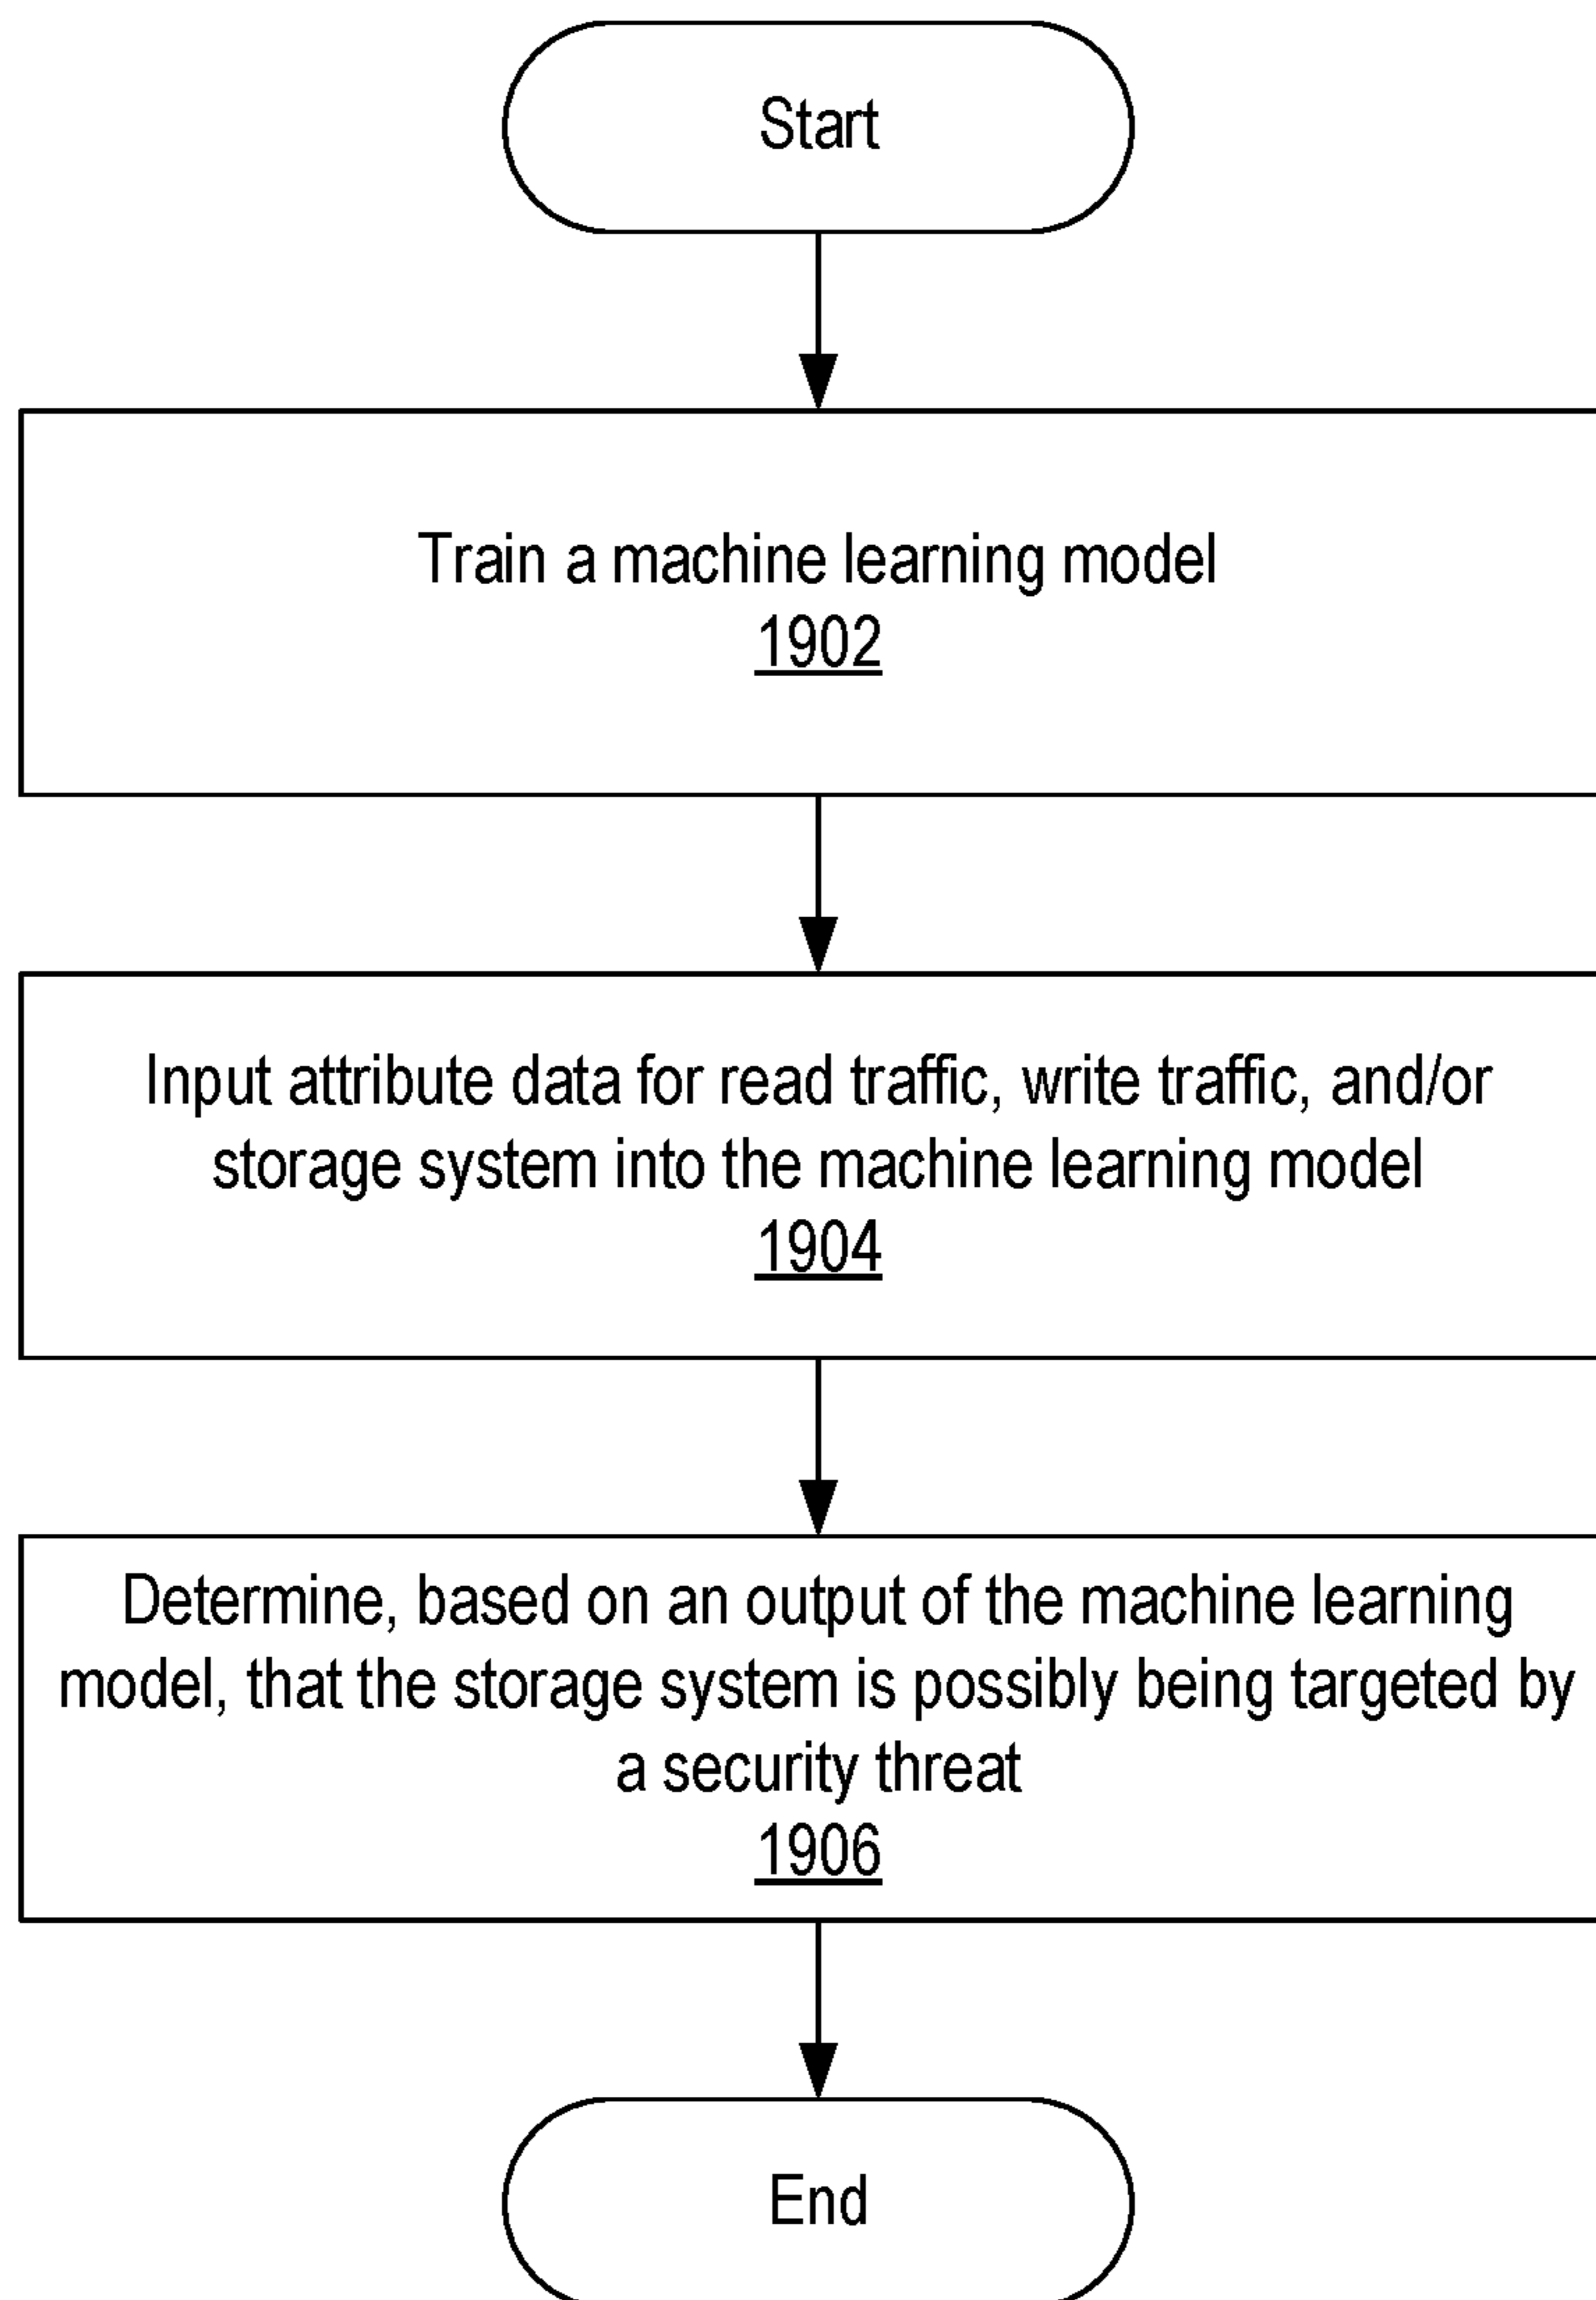 Start
Train a machine learning model
1902
Input attribute data for read traffic, write traffic, and/or
storage system into the machine learning model
1904
Determine, based on an output of the machine learning
model, that the storage system is possibly being targeted by
a security threat
1906
End